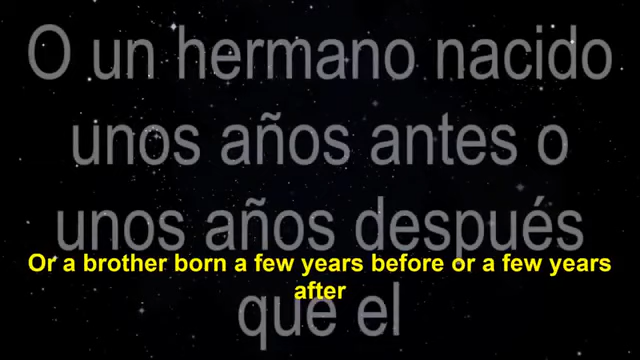 O un hermano nacido
unos años antes o
unos años después
Or a brother born a few years before or a few years
after
que el